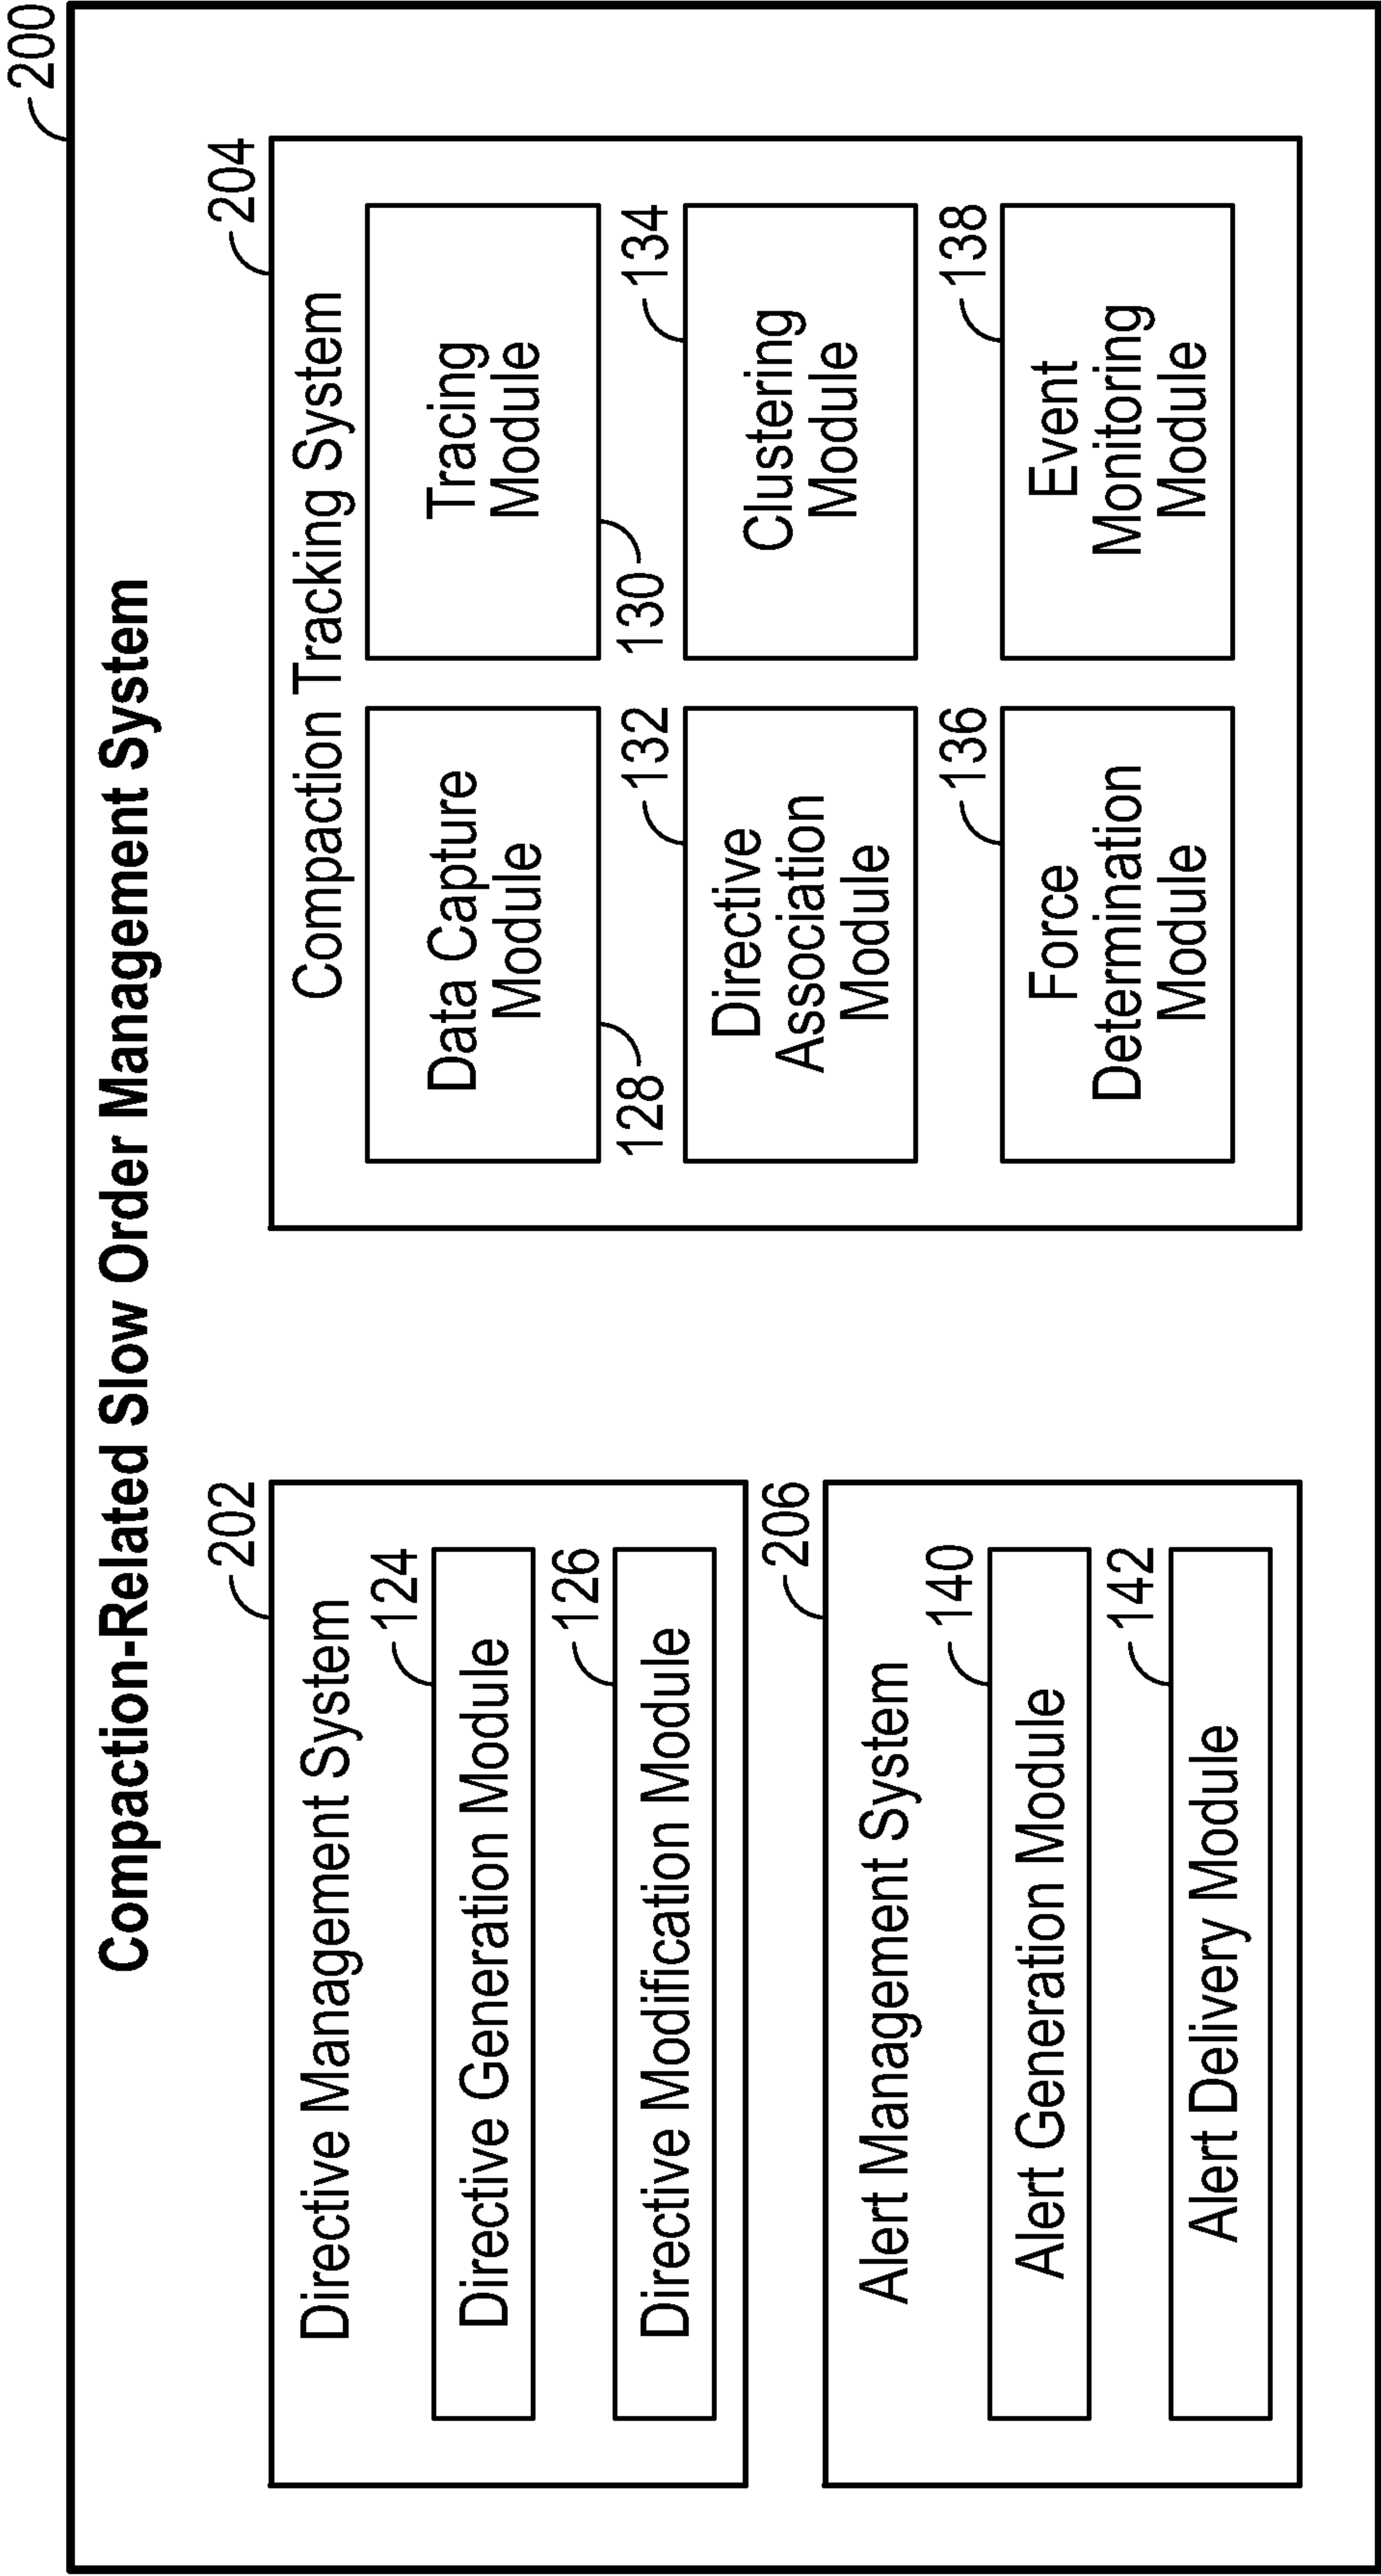 200
Compaction-Related Slow Order Management System
202
Directive Management System
124
Directive Generation Module
126
Directive Modification Module
206
Alert Management System
140
Alert Generation Module
142
Alert Delivery Module
204
Compaction Tracking System
Data Capture
Module
128
Tracing
Module
130
132
Directive
Association
Module
134
Clustering
Module
136
Force
Determination
Module
138
Event
Monitoring
Module